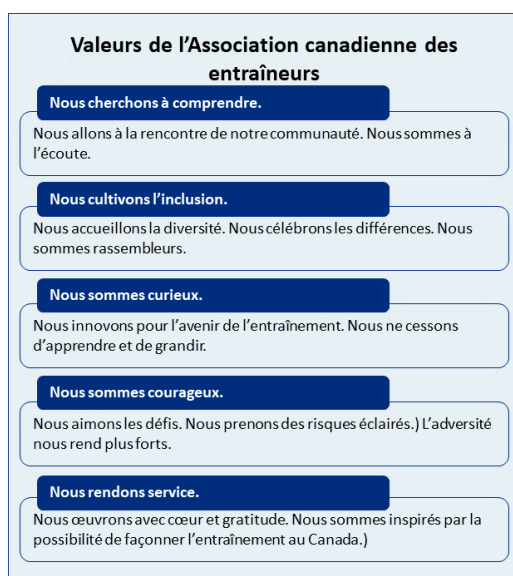 Valeurs de l’Association canadienne des
entraîneurs
Nous cherchons à comprendre.
Nous allons à la rencontre de notre communauté. Nous sommes à
l’écoute.
Nous cultivons l’inclusion.
Nous accueillons la diversité. Nous célébrons les différences. Nous
sommes rassembleurs.
Nous sommes curieux.
Nous innovons pour l’avenir de l’entraînement. Nous ne cessons
d’apprendre et de grandir.
Nous sommes courageux.
Nous aimons les défis. Nous prenons des risques éclairés.) L’adversité
nous rend plus forts.
Nous rendons service.
Nous œuvrons avec cœur et gratitude. Nous sommes inspirés par la
possibilité de façonner l’entraînement au Canada.)